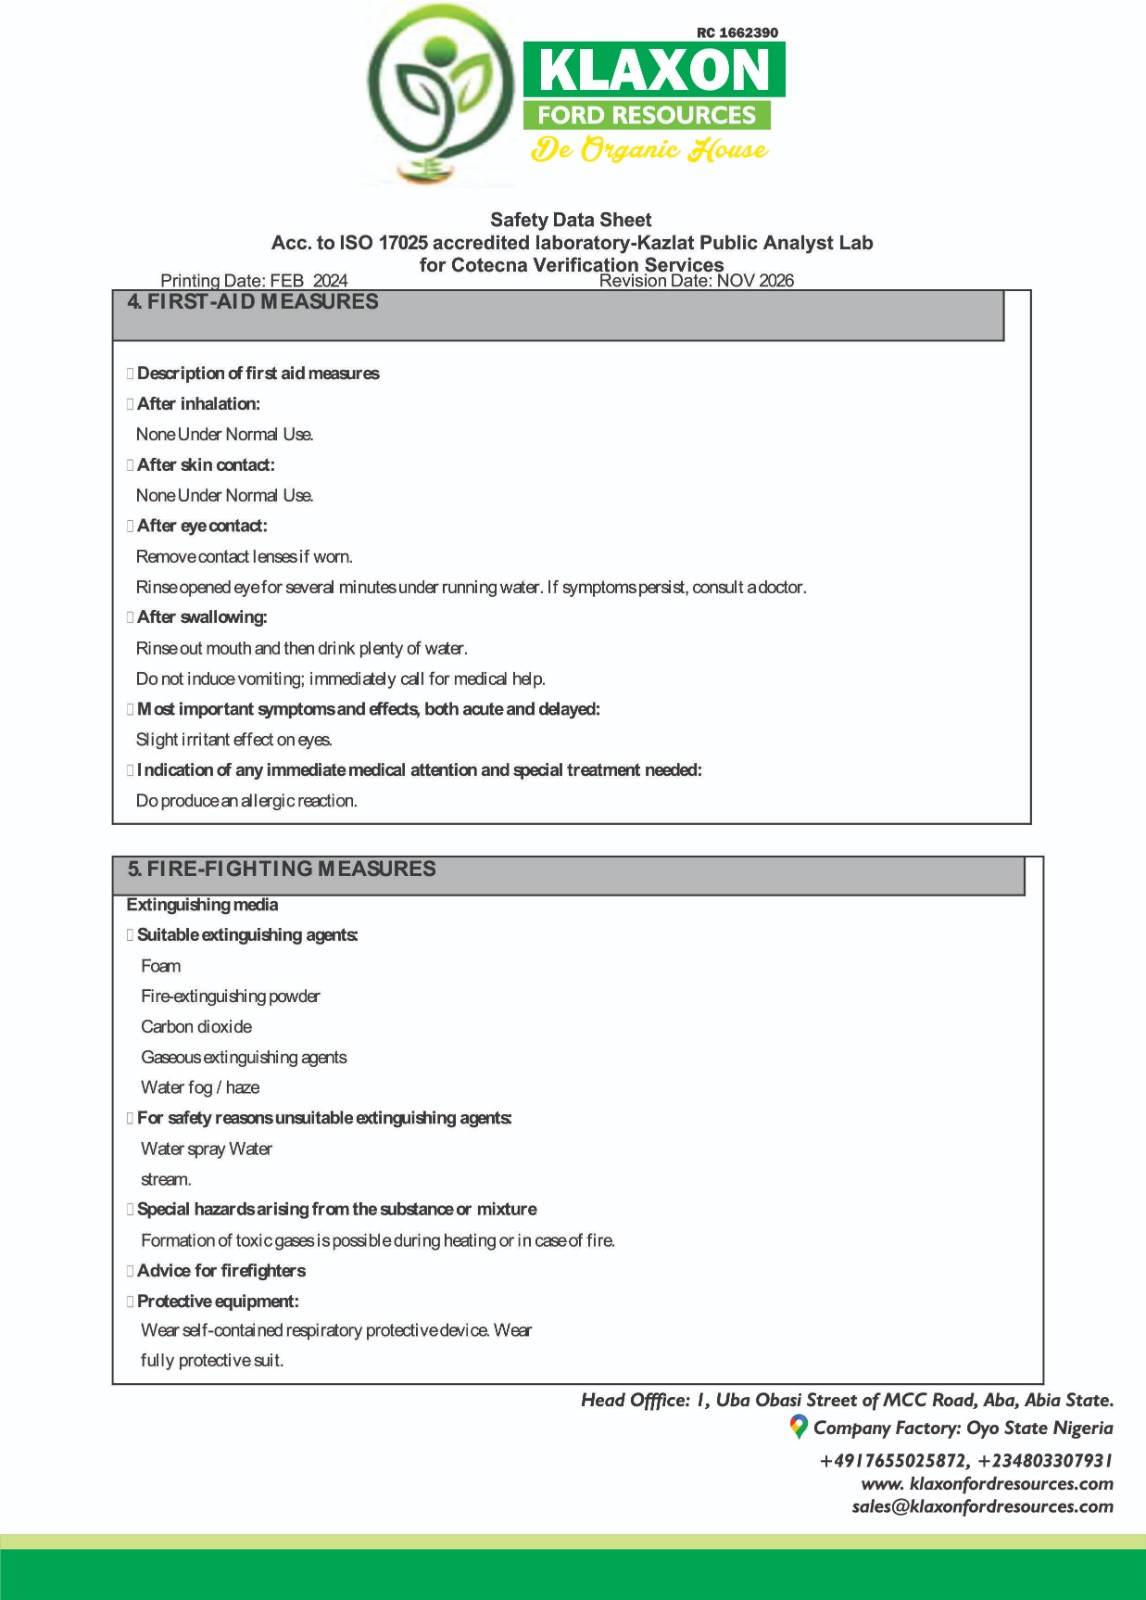 RC 1662390
KLAXON
FORD RESOURCES
De Organic House
Safety Data Sheet
Acc. to ISO 17025 accredited laboratory-Kazlat Public Analyst Lab
for Cotecna Verification Services
Printing Date: FEB 2024 Revision Date: NOV 2026
4. FIRST-AID MEASURES
Description of first aid measures
After inhalation:
None Under Normal Use.
After skin contact:
None Under Normal Use.
After eye contact:
Remove contact lenses if worn.
Rinse opened eye for several minutes under running water. If symptoms persist, consult a doctor.
After swallowing:
Rinse out mouth and then drink plenty of water.
Do not induce vomiting; immediately call for medical help.
Most important symptoms and effects, both acute and delayed:
Slight irritant effect on eyes.
Indication of any immediate medical attention and special treatment needed:
Do produce an allergic reaction.
5. FIRE-FIGHTING MEASURES
Extinguishing media
Suitable extinguishing agents:
Foam
Fire-extinguishing powder
Carbon dioxide
Gaseous extinguishing agents
Water fog / haze
For safety reasons unsuitable extinguishing agents:
Water spray Water
stream.
Special hazards arising from the substance or mixture
Formation of toxic gases is possible during heating or in case of fire.
Advice for firefighters
Protective equipment:
Wear self-contained respiratory protective device. Wear
fully protective suit.
Head Offfice: 1, Uba Obasi Street of MCC Road, Aba, Abia State.
Company Factory: Oyo State Nigeria
+4917655025872, +234803307931
www. klaxonfordresources.com
sales@klaxonfordresources.com